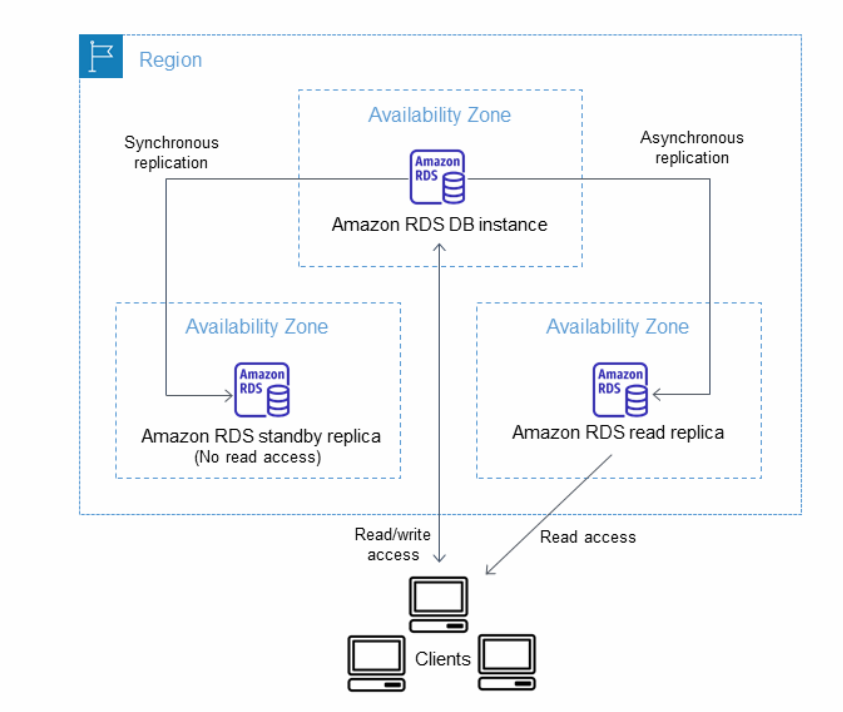 Region
Availability Zone
Synchronous
replication
Asynchronous
replication
Amazon
RDS
Amazon RDS DB instance
Availability Zone
Amazon
RDS
Amazon RDS standby replica
(No read access)
Availability Zone
Amazon
RDS
Amazon RDS read replica
Read/write
access
Read access
Clients